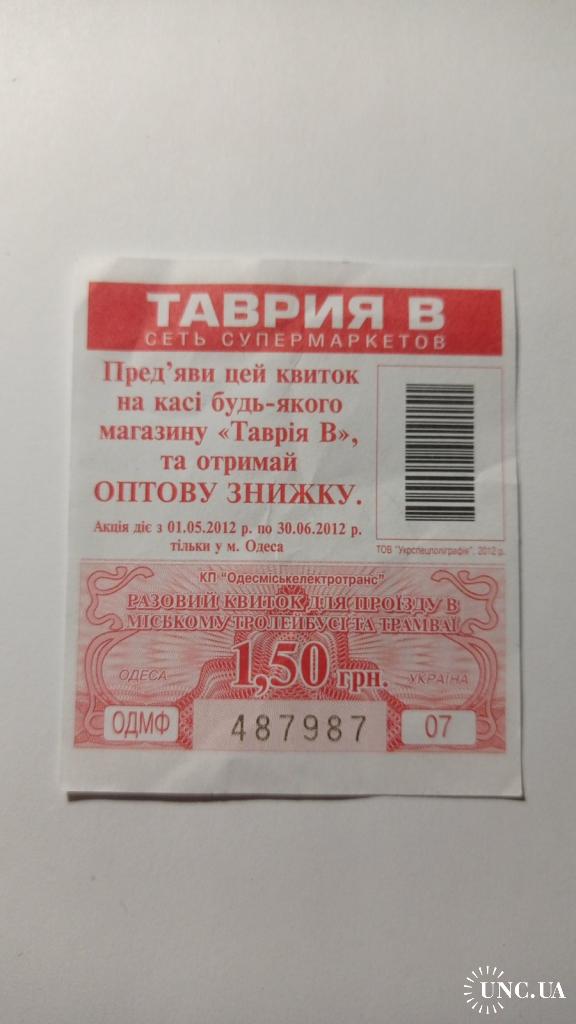 ТАВРИЯ В
СЕТЬ СУПЕРМАРКЕТОВ
Пред’яви цей квиток
на касі будь-якого
магазину «Таврія В»,
та отримай
ОПТОВУ ЗНИЖКУ.
Акція діє з 01.05.2012 р. по 30.06.2012 р.
тільки у м. Одеса
ТОВ "Укрспецполіграфія", 2012 р.
КП "Одесміськелектротранс"
РАЗОВИЙ КВИТОК ДЛЯ ПРОЇЗДУ В
МІСЬКОМУ ТРОЛЕЙБУСІ ТА ТРАМВАЇ
ОДЕСА 1,50 грн. УКРАЇНА
ОДМФ 487987 07
UNC.UA